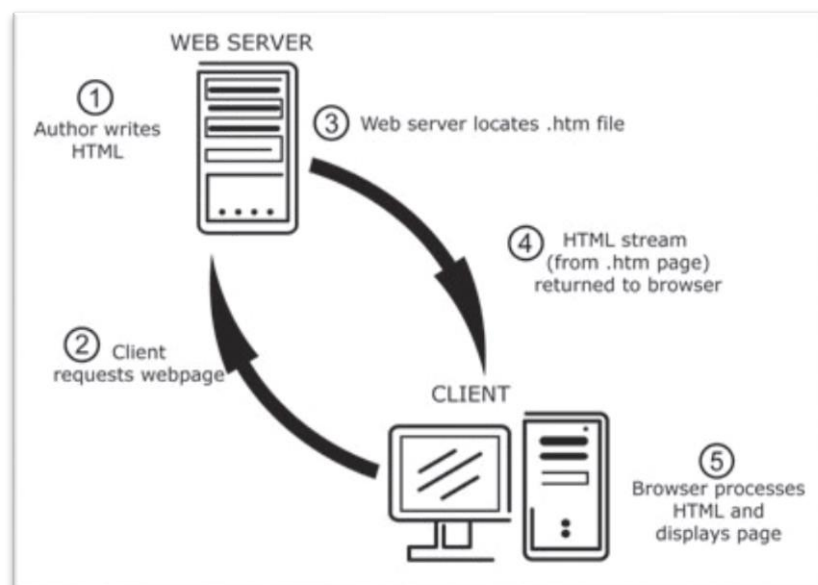 WEB SERVER
1
Author writes
HTML
3 Web server locates .htm file
4 HTML stream
(from .htm page)
returned to browser
2 Client
requests webpage
CLIENT
5
Browser processes
HTML and
displays page